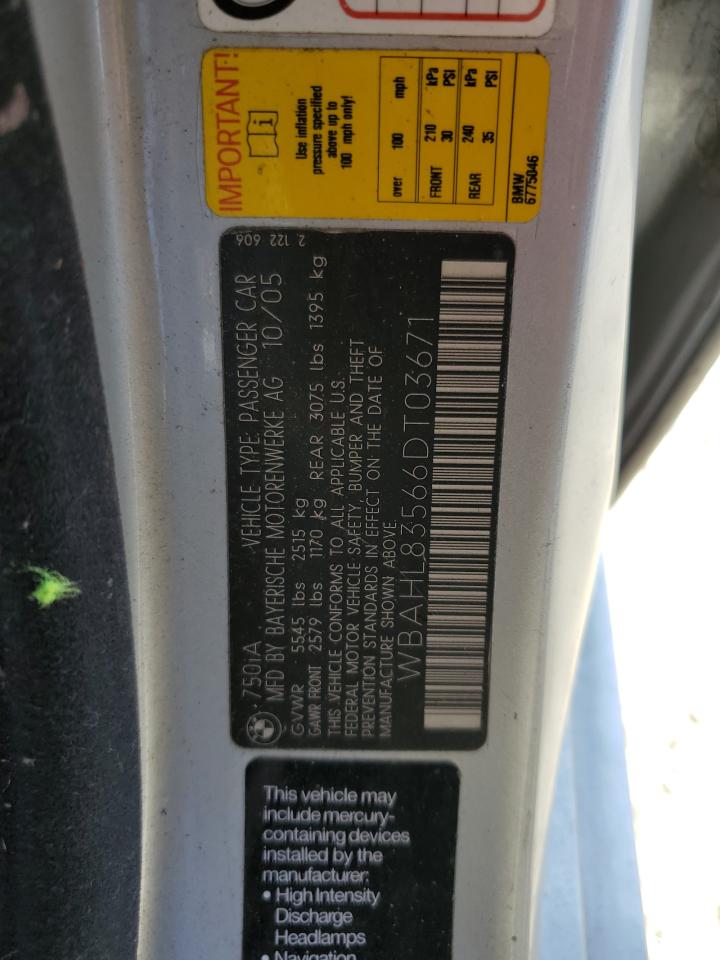 IMPORTANT!
Use inflation
pressure specified
above up to
100 mph only!
over 100 mph
kPa PSI
FRONT 210 30
kPa PSI
REAR 240 35
BMW
6775046
2 122 606
750iA VEHICLE TYPE: PASSENGER CAR
MFD BY BAYERISCHE MOTORENWERKE AG 10/05
GVWR 5545 lbs 2515 kg
GAWR FRONT 2579 lbs 1170 kg REAR 3075 lbs 1395 kg
THIS VEHICLE CONFORMS TO ALL APPLICABLE U.S.
FEDERAL MOTOR VEHICLE SAFETY, BUMPER AND THEFT
PREVENTION STANDARDS IN EFFECT ON THE DATE OF
MANUFACTURE SHOWN ABOVE.
WBAHL83566DT03671
This vehicle may
include mercury-
containing devices
installed by the
manufacturer:
• High Intensity
Discharge
Headlamps
• Navigation